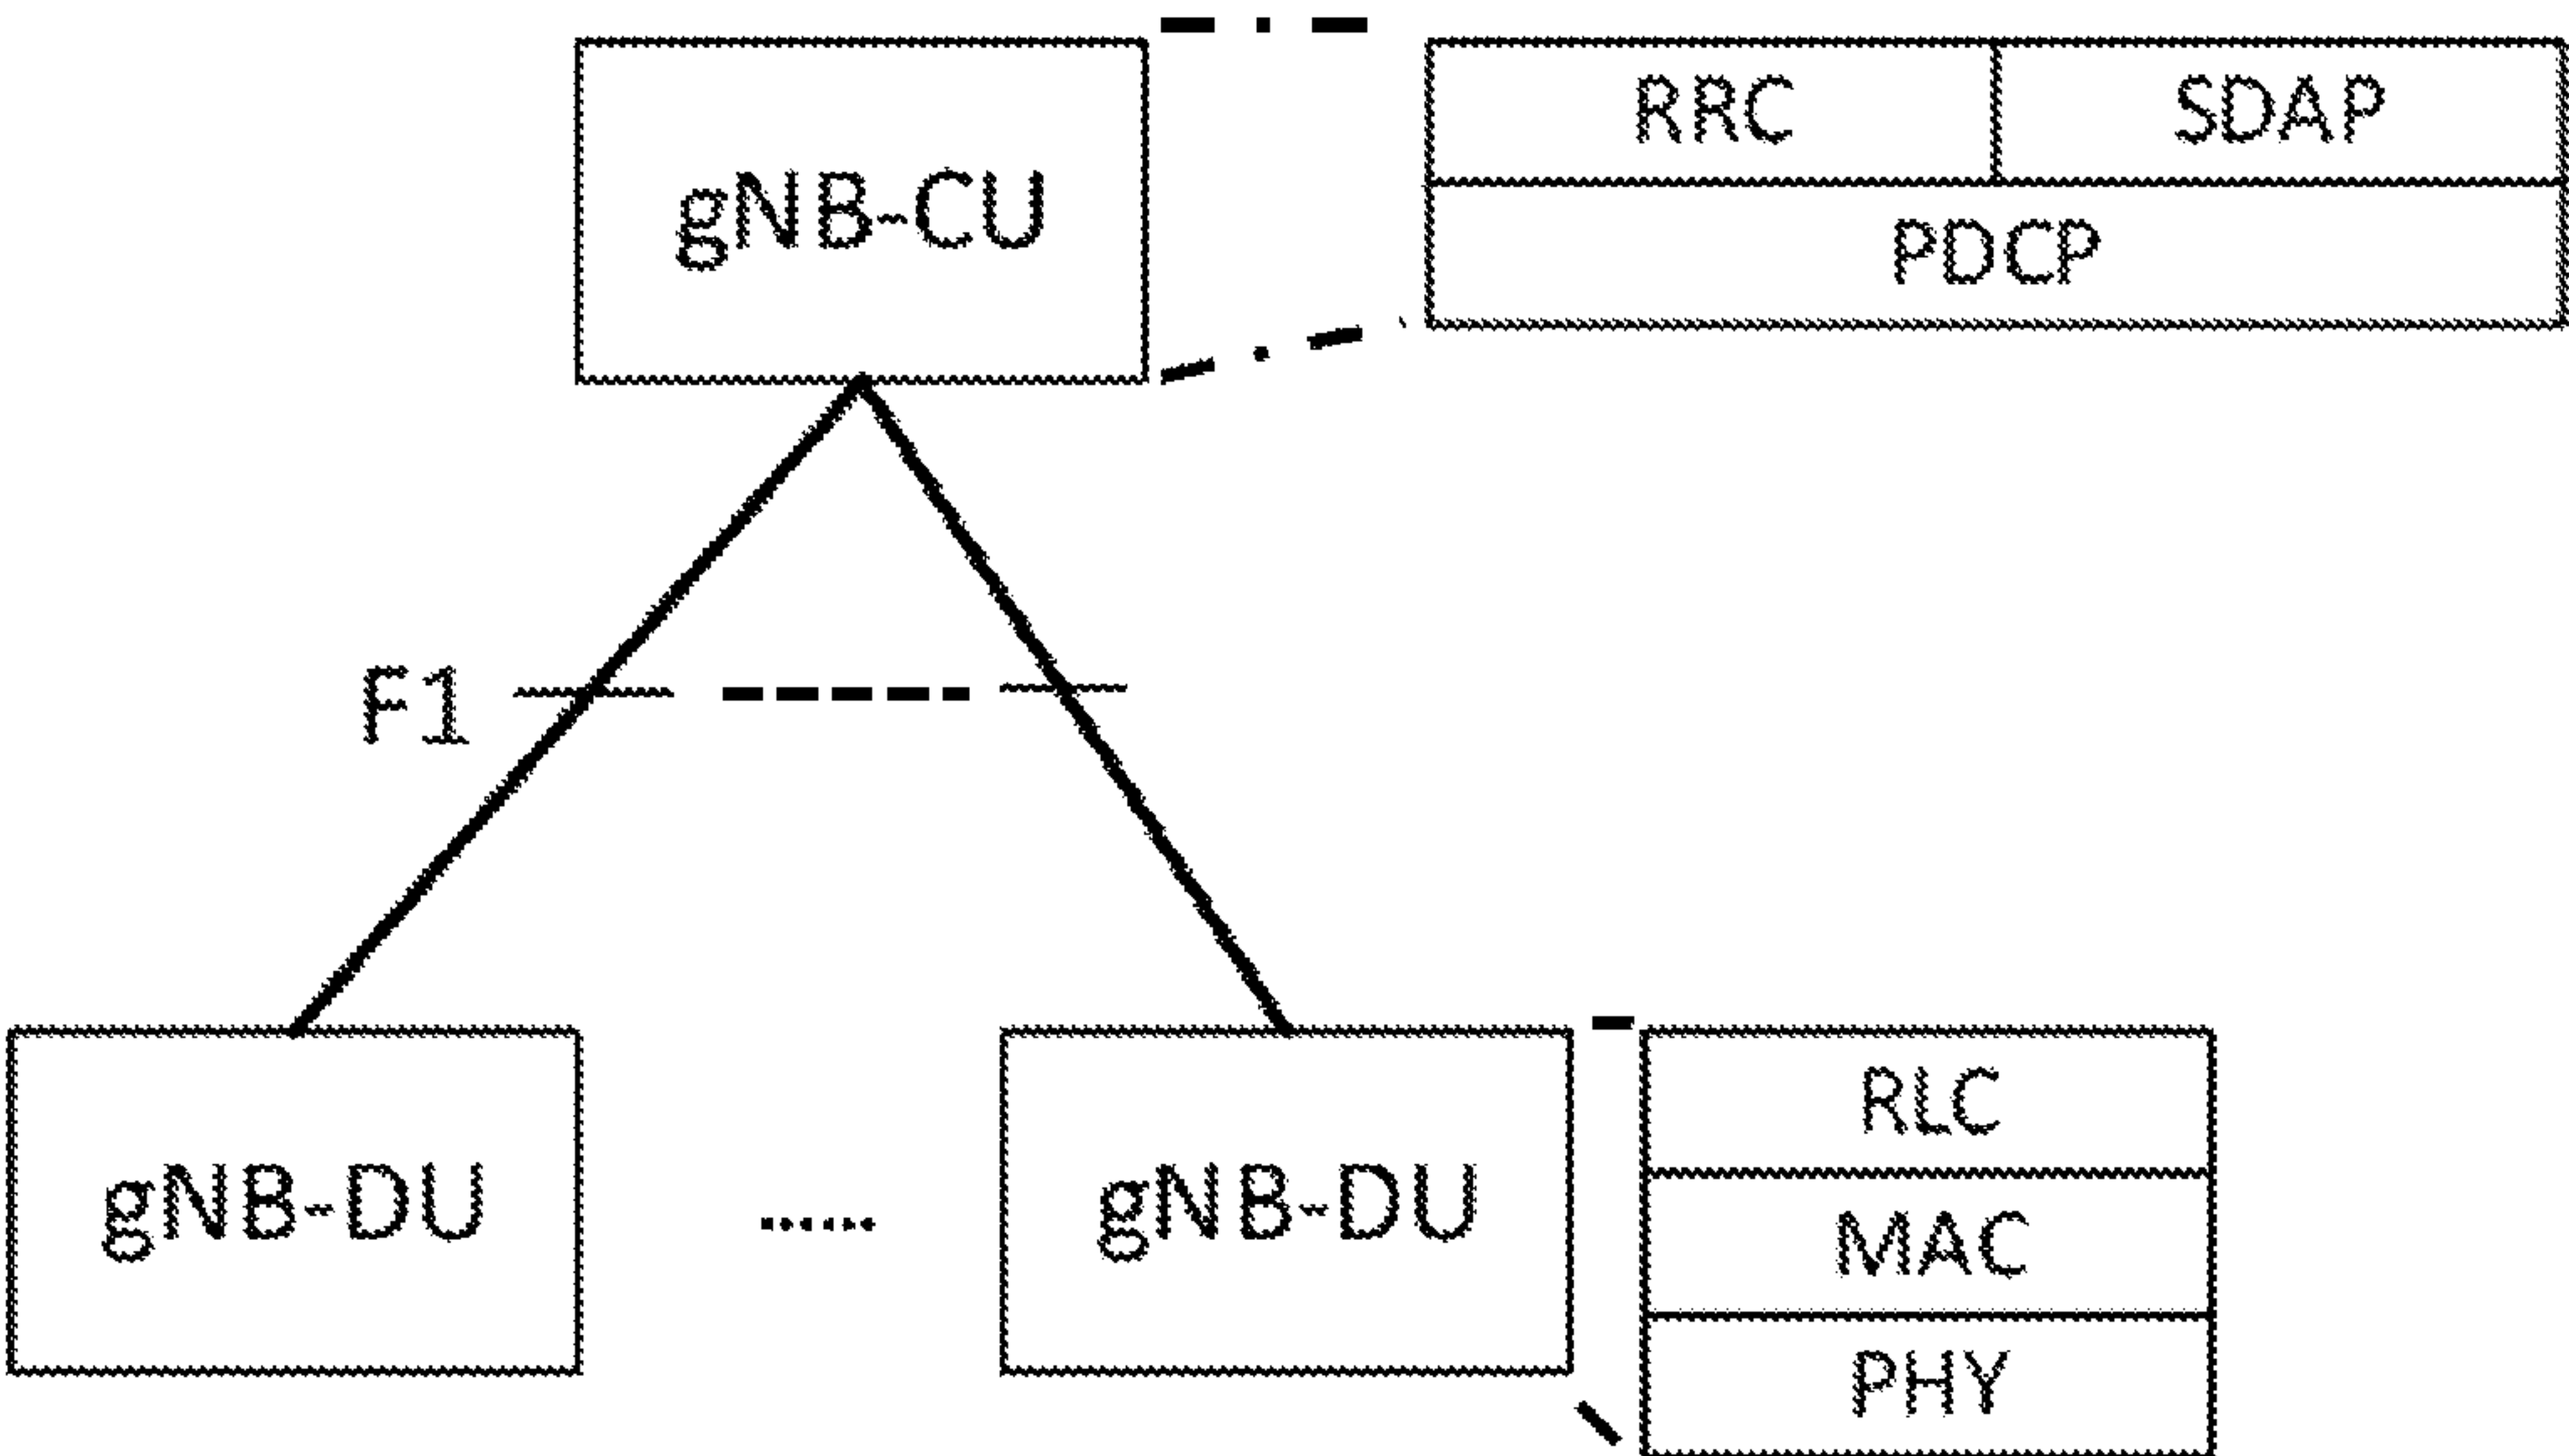 gNB-CU
RRC
SDAP
PDCP
F1
gNB-DU
......
gNB-DU
RLC
MAC
PHY